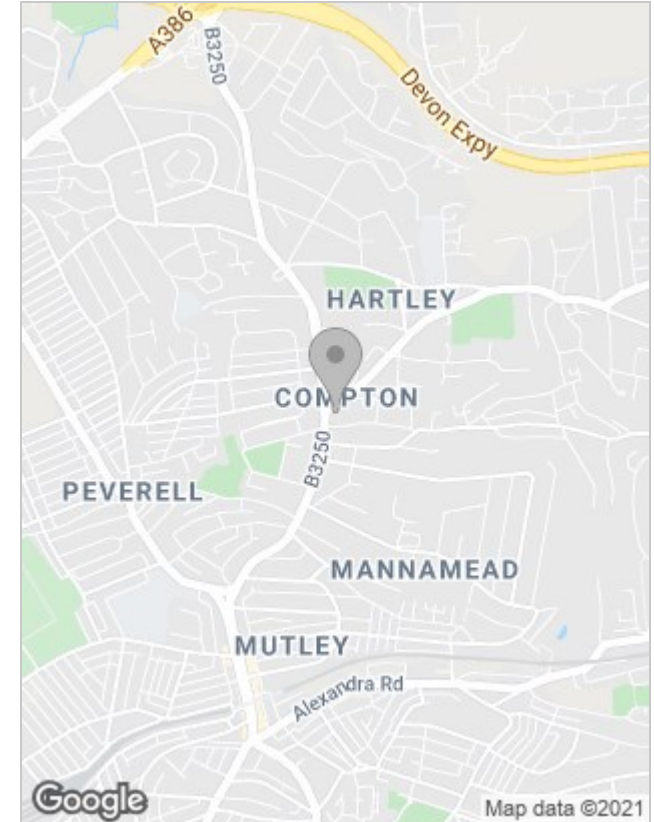 A386
B3250
Devon Expy
HARTLEY
COMPTON
B3250
PEVERELL
MANNAMEAD
MUTLEY
Alexandra Rd
Google
Map data ©2021